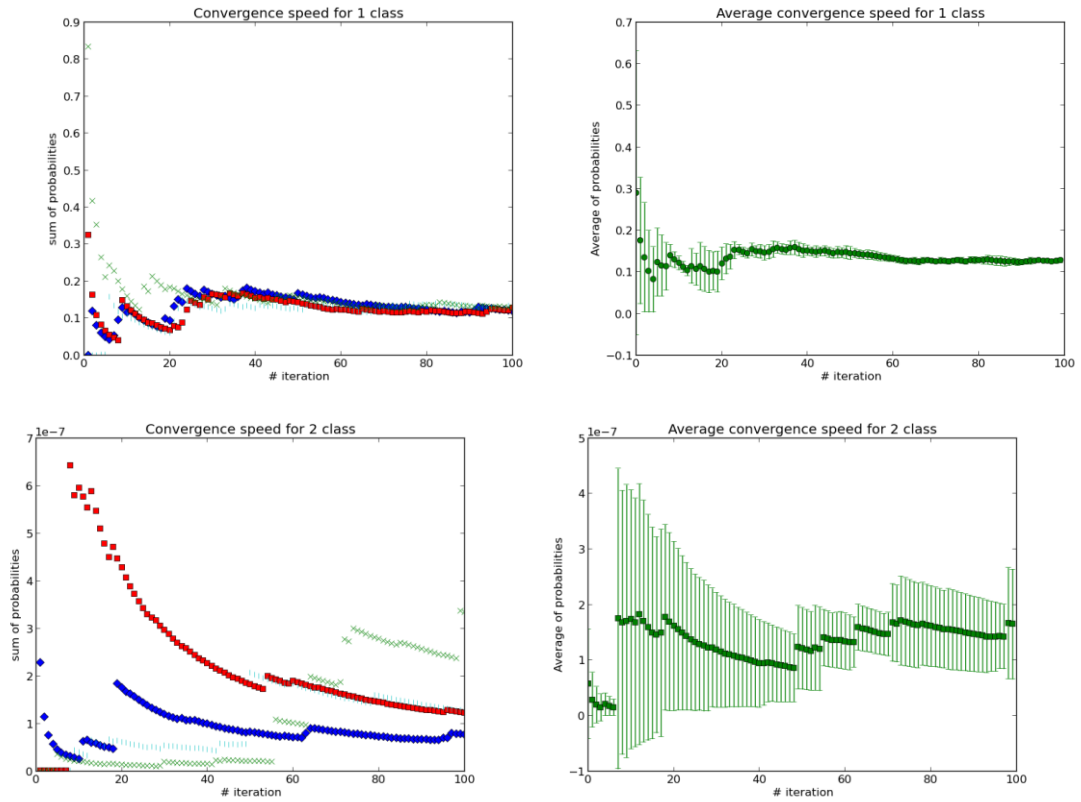 Convergence speed for 1 class
0.9
0.8
0.7
0.6
0.5
0.4
0.3
0.2
0.1
0.0
sum of probabilities
0 20 40 60 80 100
# iteration
Average convergence speed for 1 class
0.7
0.6
0.5
0.4
0.3
0.2
0.1
0.0
−0.1
Average of probabilities
0 20 40 60 80 100
# iteration
Convergence speed for 2 class
1e−7
7
6
5
4
3
2
1
0
sum of probabilities
0 20 40 60 80 100
# iteration
Average convergence speed for 2 class
1e−7
5
4
3
2
1
0
−1
Average of probabilities
0 20 40 60 80 100
# iteration